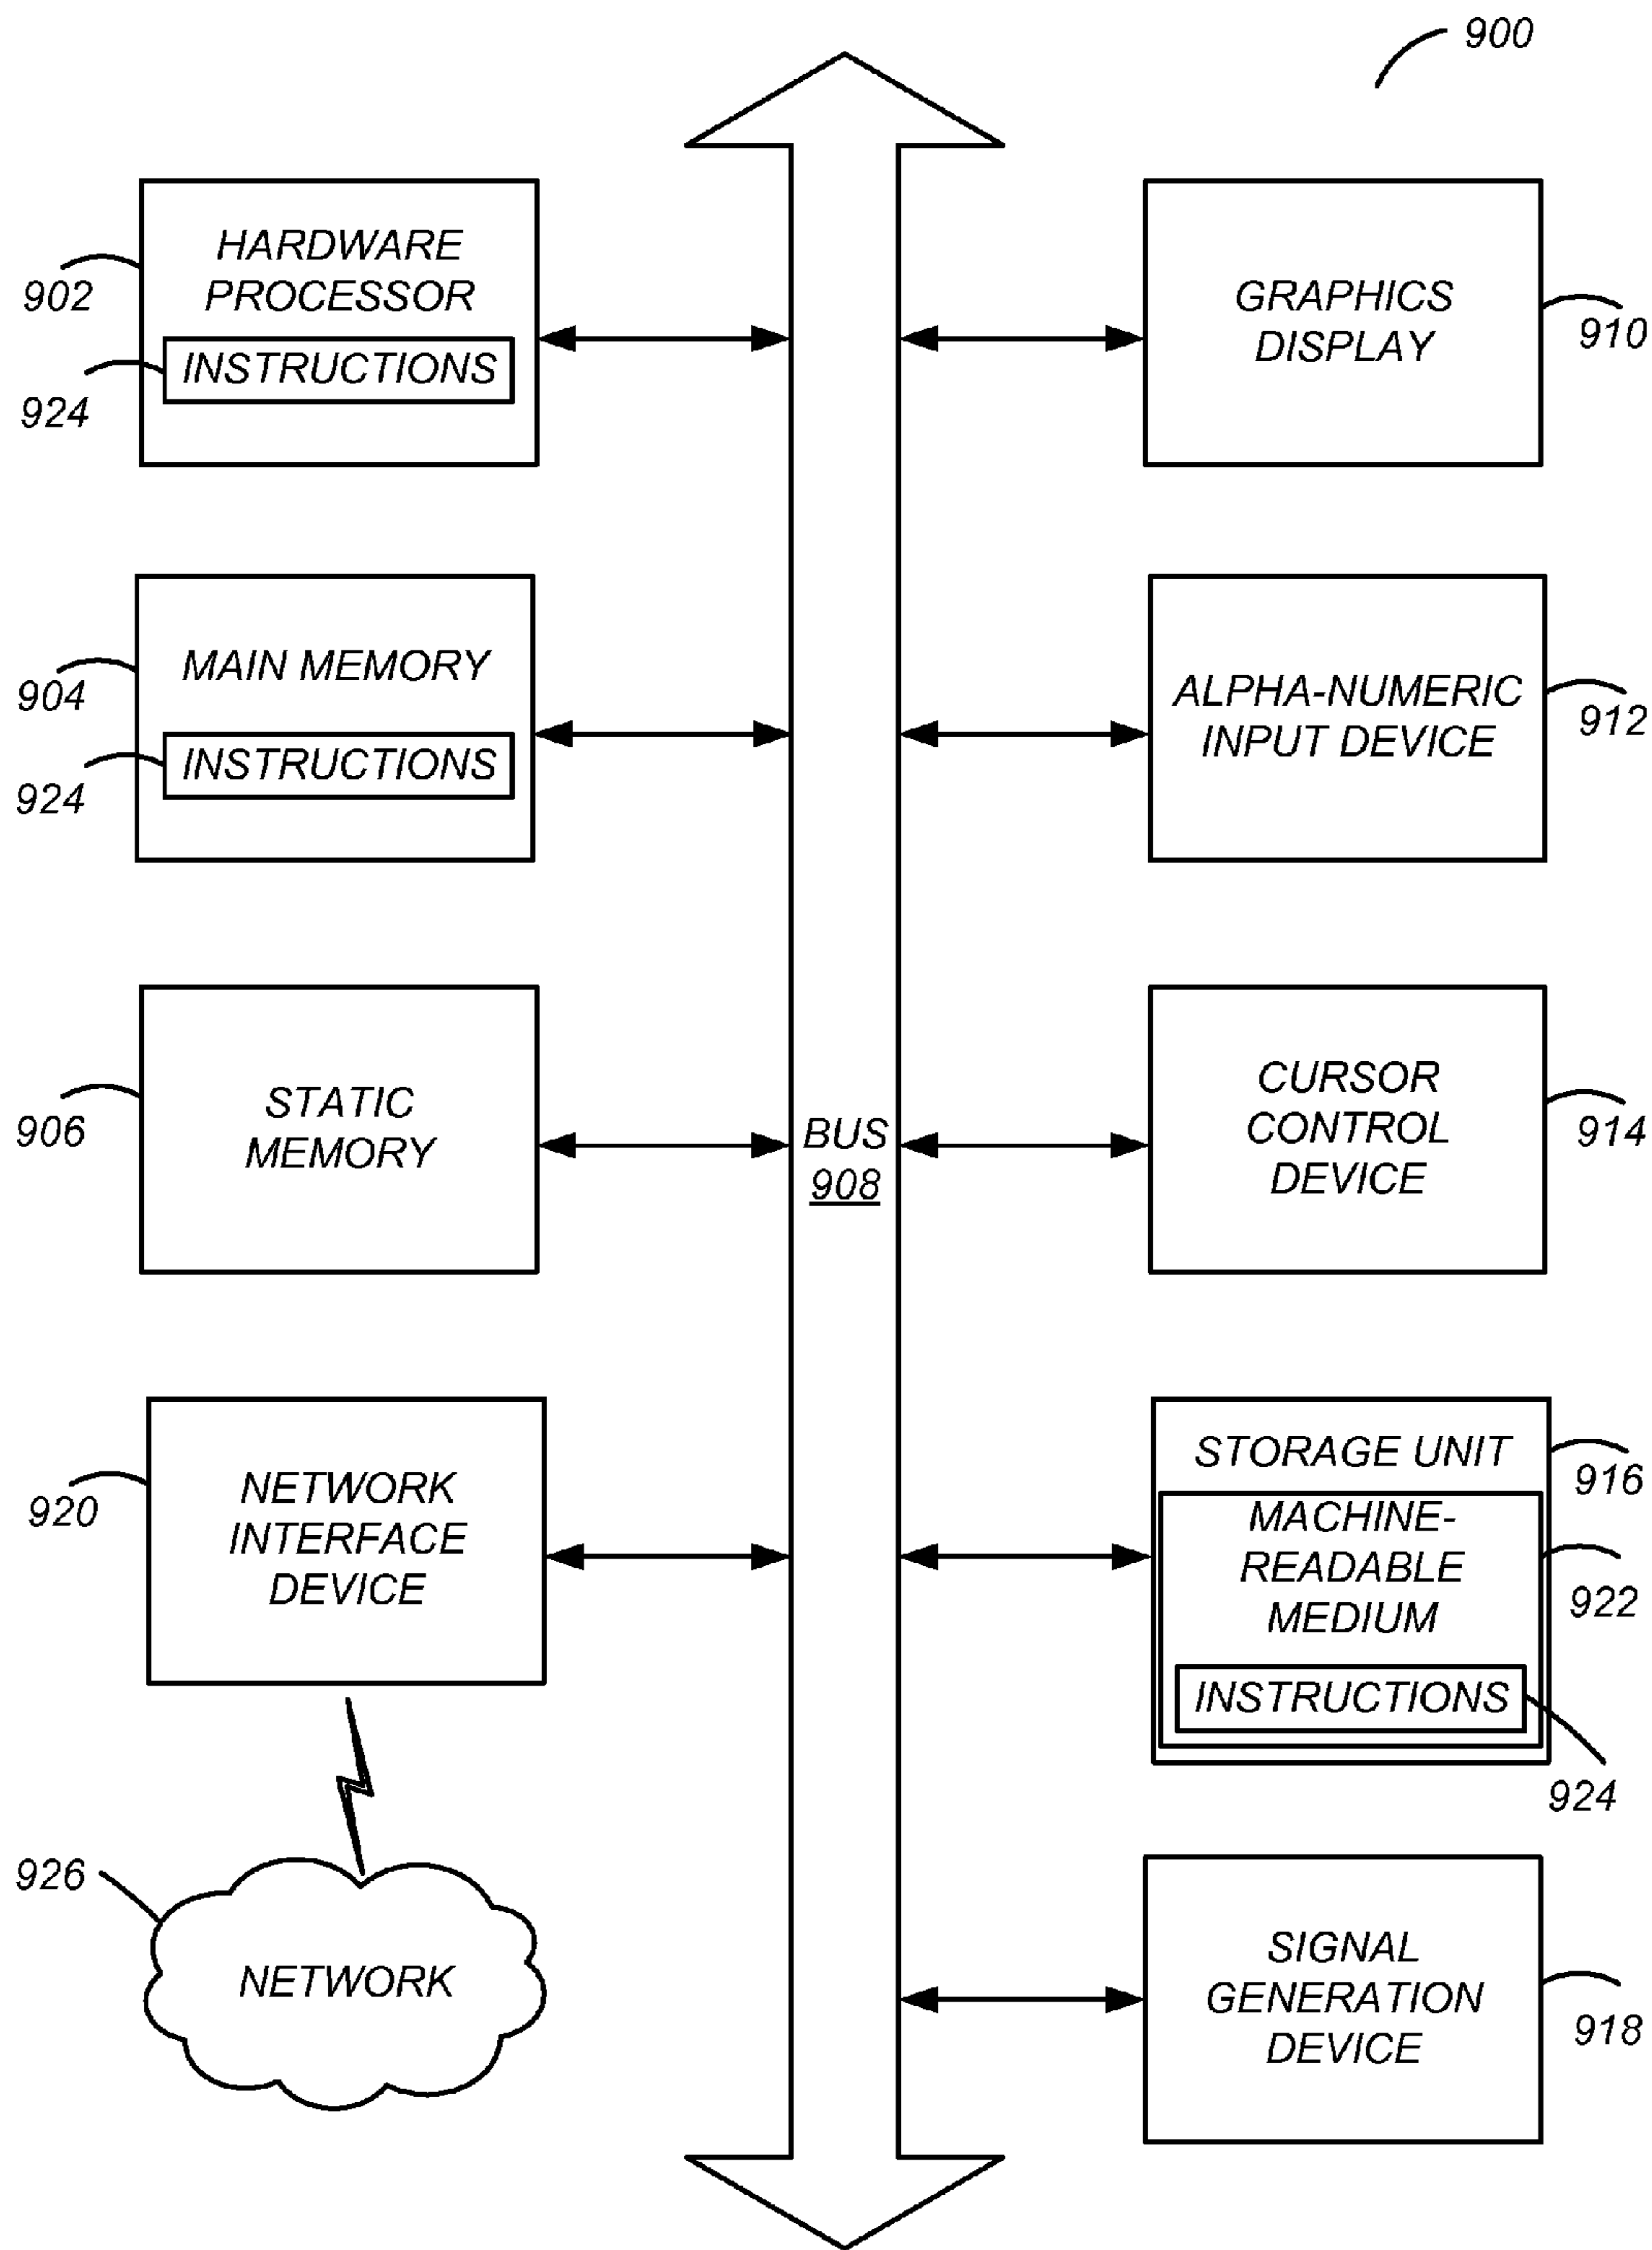 900
HARDWARE
PROCESSOR
902
INSTRUCTIONS
924
GRAPHICS
DISPLAY
910
MAIN MEMORY
904
INSTRUCTIONS
924
ALPHA-NUMERIC
INPUT DEVICE
912
STATIC
MEMORY
906
BUS
908
CURSOR
CONTROL
DEVICE
914
NETWORK
INTERFACE
DEVICE
920
STORAGE UNIT
916
MACHINE-
READABLE
MEDIUM
922
INSTRUCTIONS
924
926
NETWORK
SIGNAL
GENERATION
DEVICE
918